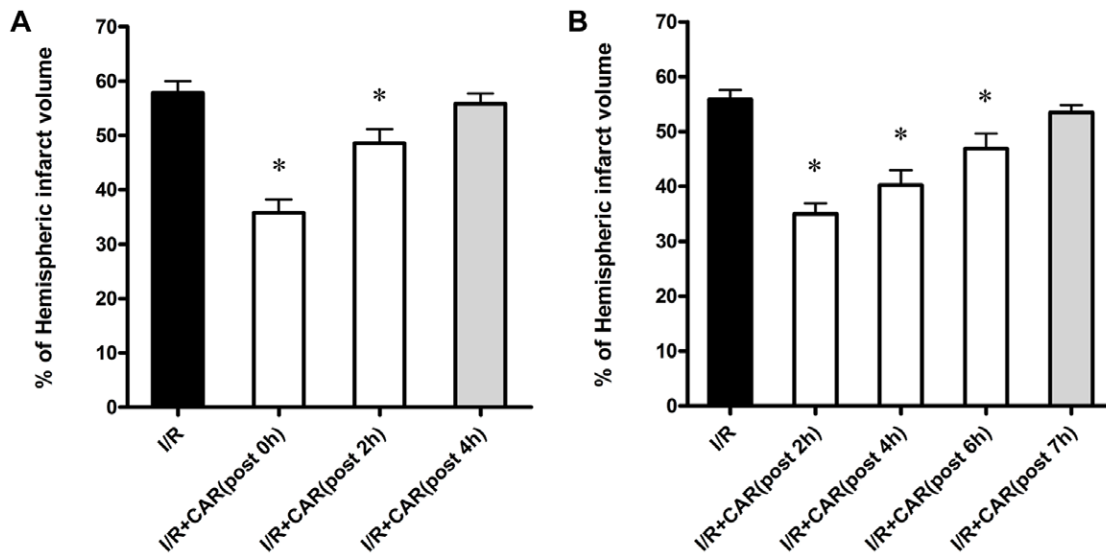 A
% of Hemispheric infarct volume
70
60
50
40
30
20
10
0
*
*
I/R
I/R+CAR(post 0h)
I/R+CAR(post 2h)
I/R+CAR(post 4h)
B
% of Hemispheric infarct volume
70
60
50
40
30
20
10
0
*
*
*
I/R
I/R+CAR(post 2h)
I/R+CAR(post 4h)
I/R+CAR(post 6h)
I/R+CAR(post 7h)